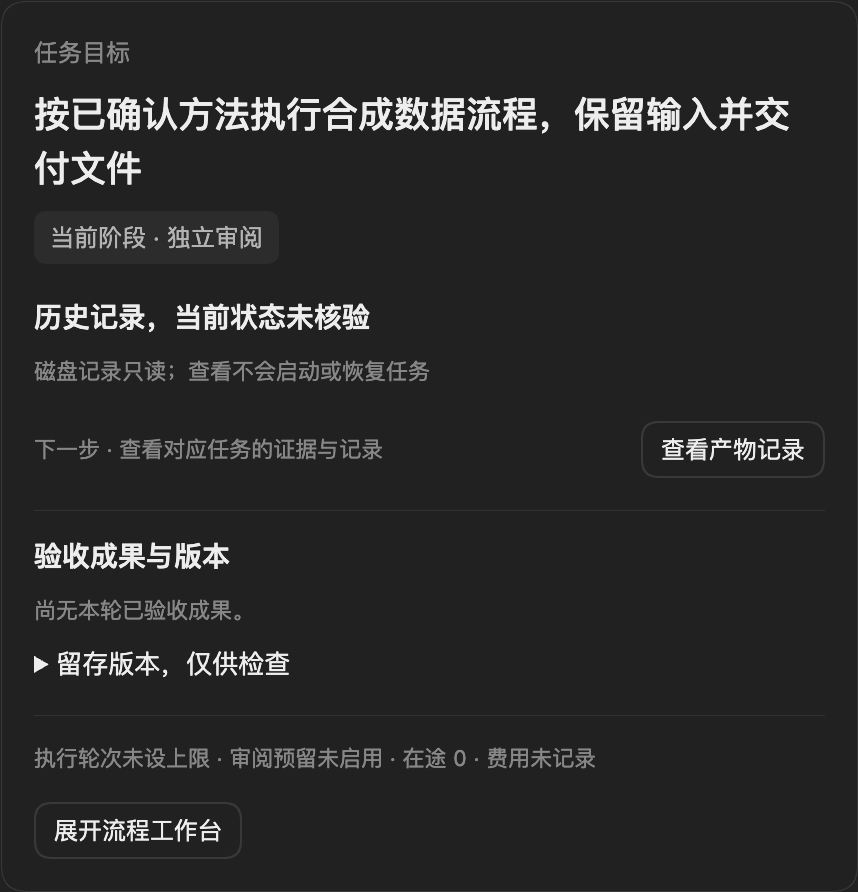 任务目标
按已确认方法执行合成数据流程，保留输入并交
付文件
当前阶段 · 独立审阅
历史记录，当前状态未核验
磁盘记录只读；查看不会启动或恢复任务
下一步 · 查看对应任务的证据与记录
查看产物记录
验收成果与版本
尚无本轮已验收成果。
▶ 留存版本，仅供检查
执行轮次未设上限 · 审阅预留未启用 · 在途 0 · 费用未记录
展开流程工作台